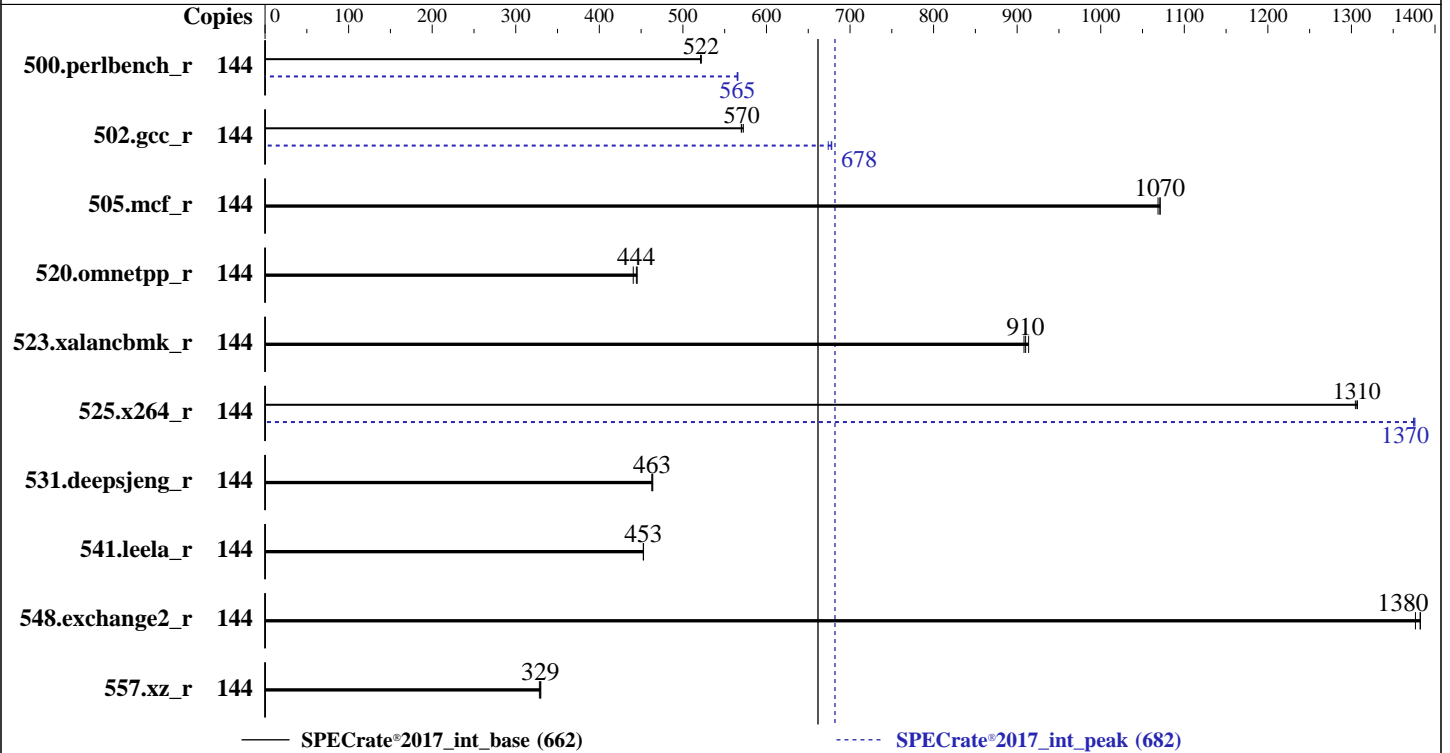 Copies 0 100 200 300 400 500 600 700 800 900 1000 1100 1200 1300 1400
500.perlbench_r 144 522
565
502.gcc_r 144 570
678
505.mcf_r 144 1070
520.omnetpp_r 144 444
523.xalancbmk_r 144 910
525.x264_r 144 1310
1370
531.deepsjeng_r 144 463
541.leela_r 144 453
548.exchange2_r 144 1380
557.xz_r 144 329
SPECrate®2017_int_base (662) SPECrate®2017_int_peak (682)